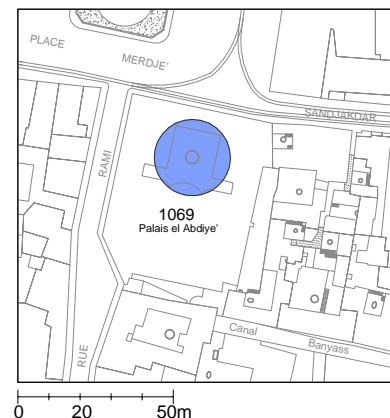 PLACE
MERDJE'
SANDJAKDAR
RAMI
1069
Palais el Abdiye'
Canal
Banyass
RUE
0 20 50m